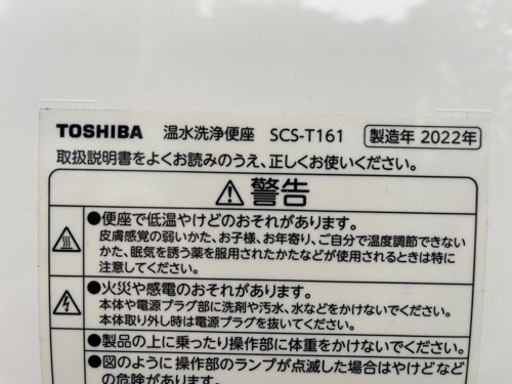 TOSHIBA 温水洗浄便座 SCS-T161 製造年 2022年
取扱説明書をよくお読みのうえ、正しくお使いください。
警告
●便座で低温やけどのおそれがあります。
皮膚感覚の弱いかた、お子様、お年寄り、ご自分で温度調節できない
かた、眠気を誘う薬を服用されたかたなどが使用されるときは特に
注意してください。
●火災や感電のおそれがあります。
本体や電源プラグ部に洗剤や汚水、水などをかけないでください。
本体取り外し時は電源プラグを抜いてください。
●製品の上に乗ったり操作部に体重をかけないでください。
●図のように操作部のランプが点滅した場合はやけどなど
の危険があります。